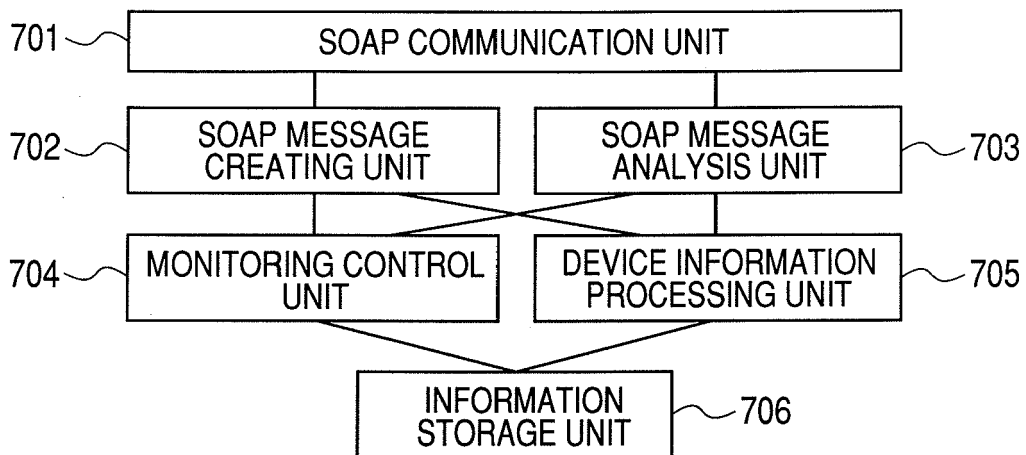 701
SOAP COMMUNICATION UNIT
702
SOAP MESSAGE
CREATING UNIT
SOAP MESSAGE
ANALYSIS UNIT
703
704
MONITORING CONTROL
UNIT
DEVICE INFORMATION
PROCESSING UNIT
705
INFORMATION
STORAGE UNIT
706